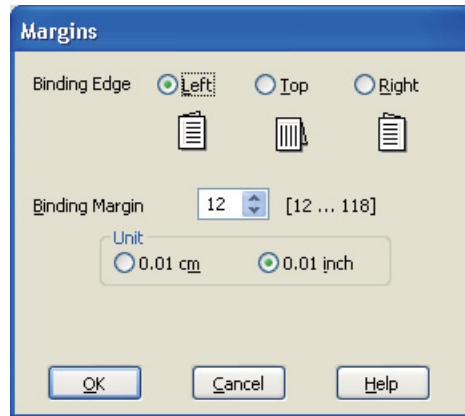 Margins
Binding Edge Left Top Right
Binding Margin 12 [12 ... 118]
Unit
0.01 cm 0.01 inch
OK Cancel Help